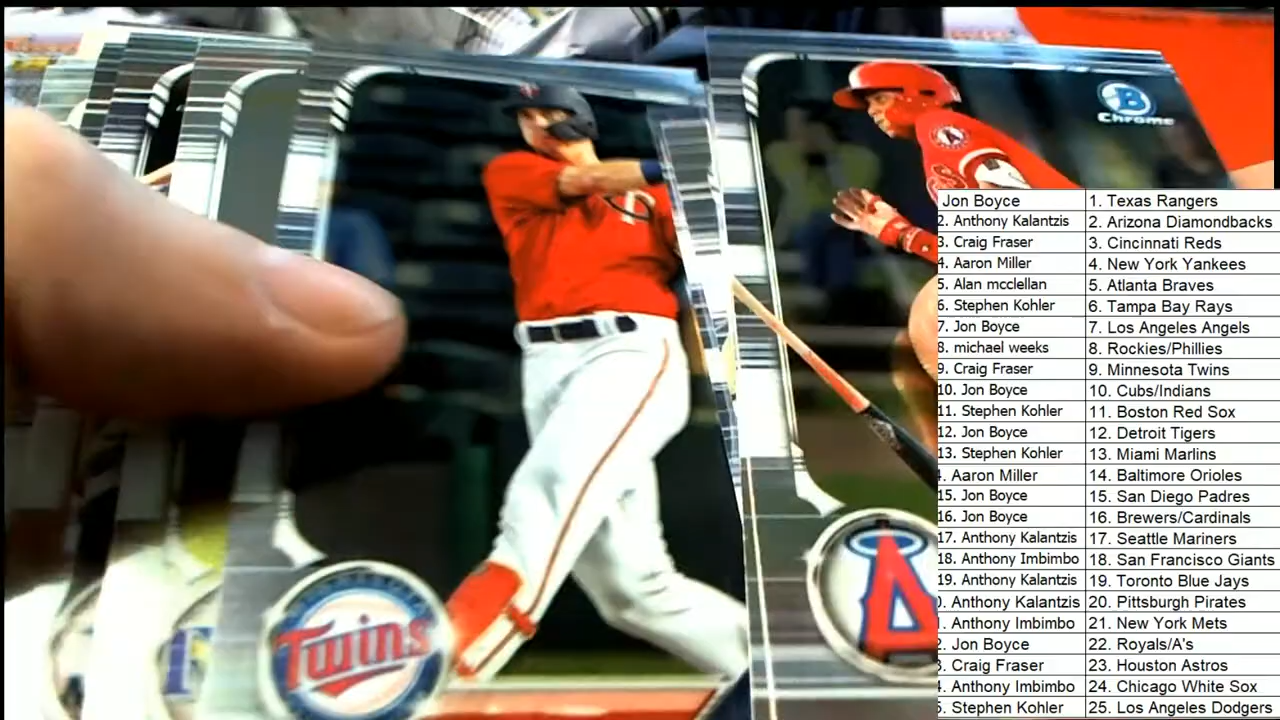 B
Chrome
Jon Boyce 1. Texas Rangers
2. Anthony Kalantzis 2. Arizona Diamondbacks
3. Craig Fraser 3. Cincinnati Reds
4. Aaron Miller 4. New York Yankees
5. Alan mcclellan 5. Atlanta Braves
6. Stephen Kohler 6. Tampa Bay Rays
7. Jon Boyce 7. Los Angeles Angels
8. michael weeks 8. Rockies/Phillies
9. Craig Fraser 9. Minnesota Twins
10. Jon Boyce 10. Cubs/Indians
11. Stephen Kohler 11. Boston Red Sox
12. Jon Boyce 12. Detroit Tigers
13. Stephen Kohler 13. Miami Marlins
. Aaron Miller 14. Baltimore Orioles
15. Jon Boyce 15. San Diego Padres
16. Jon Boyce 16. Brewers/Cardinals
17. Anthony Kalantzis 17. Seattle Mariners
18. Anthony Imbimbo 18. San Francisco Giants
19. Anthony Kalantzis 19. Toronto Blue Jays
. Anthony Kalantzis 20. Pittsburgh Pirates
. Anthony Imbimbo 21. New York Mets
. Jon Boyce 22. Royals/A's
. Craig Fraser 23. Houston Astros
. Anthony Imbimbo 24. Chicago White Sox
. Stephen Kohler 25. Los Angeles Dodgers
Twins
A